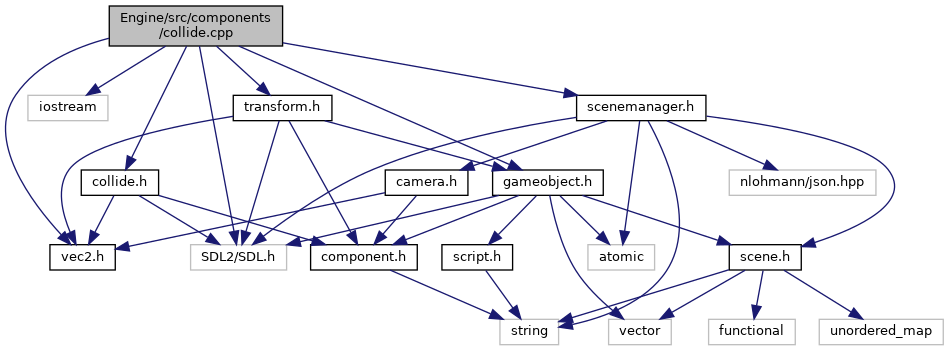 Engine/src/components
/collide.cpp
iostream
transform.h
scenemanager.h
collide.h
camera.h
gameobject.h
nlohmann/json.hpp
vec2.h
SDL2/SDL.h
component.h
script.h
atomic
scene.h
string
vector
functional
unordered_map